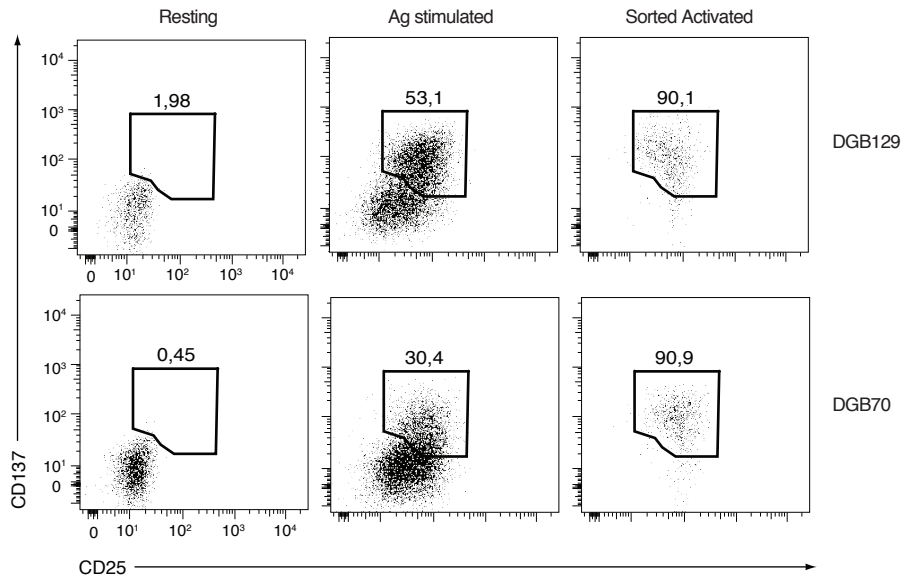 Resting Ag stimulated Sorted Activated
10⁴ 10³ 10² 10¹ 0
1,98 53,1 90,1
DGB129
0 10¹ 10² 10³ 10⁴
10⁴ 10³ 10² 10¹ 0
0,45 30,4 90,9
DGB70
0 10¹ 10² 10³ 10⁴
CD137
CD25